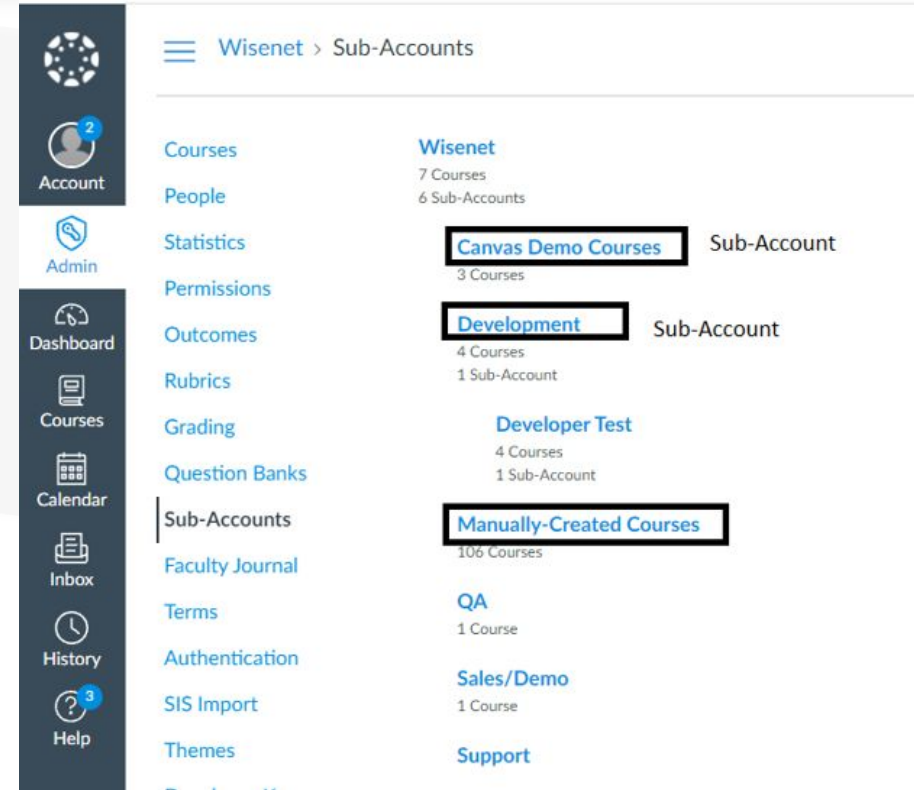 Wisenet > Sub-Accounts
2
Account
Admin
Dashboard
Courses
Calendar
Inbox
History
3
Help
Courses
People
Statistics
Permissions
Outcomes
Rubrics
Grading
Question Banks
Sub-Accounts
Faculty Journal
Terms
Authentication
SIS Import
Themes
Wisenet
7 Courses
6 Sub-Accounts
Canvas Demo Courses Sub-Account
3 Courses
Development Sub-Account
4 Courses
1 Sub-Account
Developer Test
4 Courses
1 Sub-Account
Manually-Created Courses
106 Courses
QA
1 Course
Sales/Demo
1 Course
Support